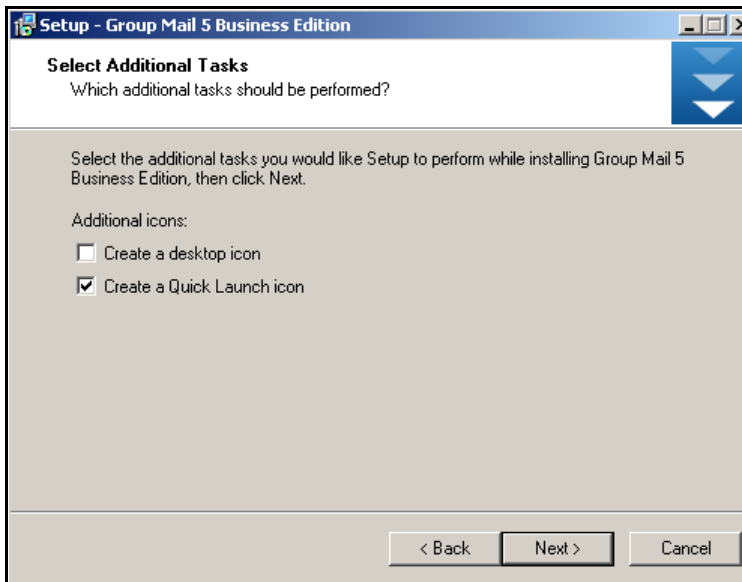 Setup - Group Mail 5 Business Edition
Select Additional Tasks
Which additional tasks should be performed?
Select the additional tasks you would like Setup to perform while installing Group Mail 5
Business Edition, then click Next.
Additional icons:
Create a desktop icon
Create a Quick Launch icon
< Back Next > Cancel